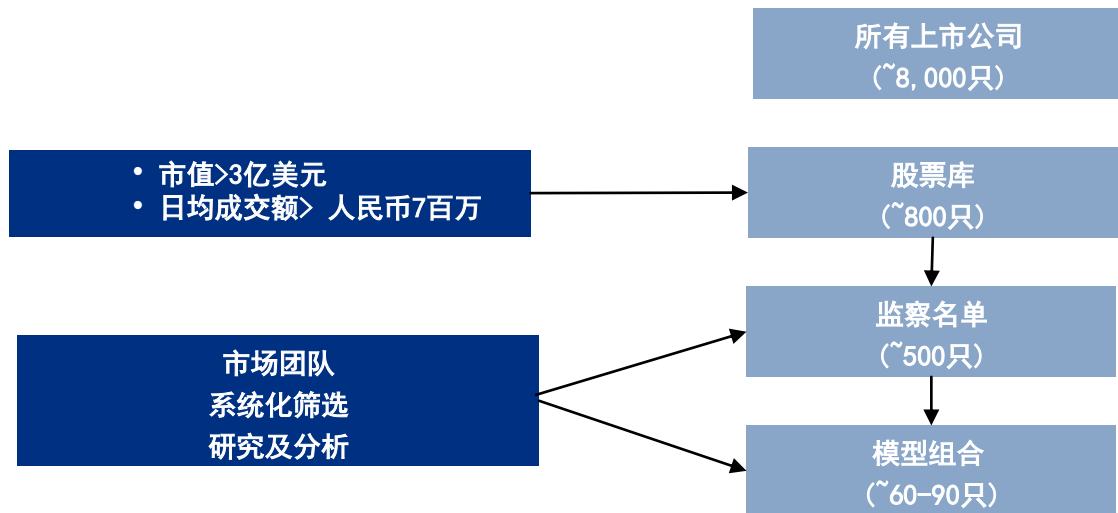 所有上市公司
(~8,000只)
• 市值>3亿美元
• 日均成交额> 人民币7百万
股票库
(~800只)
监察名单
(~500只)
市场团队
系统化筛选
研究及分析
模型组合
(~60-90只)